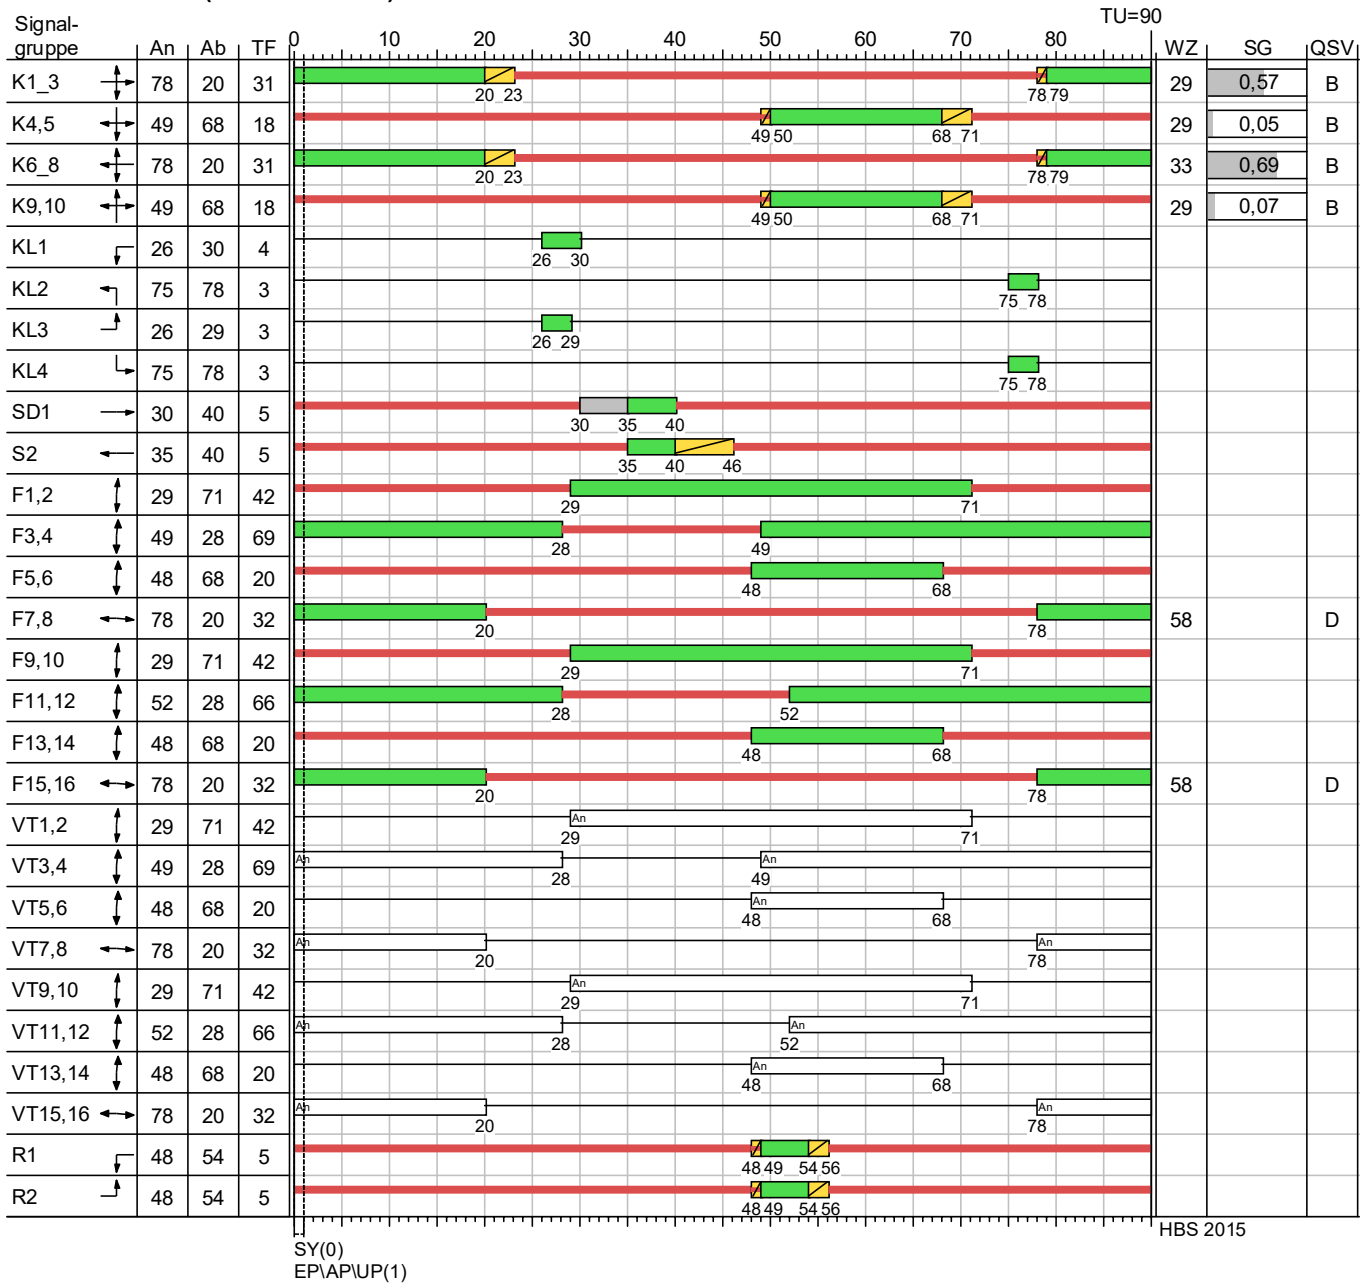 TU=90
Signal-
gruppe An Ab TF 0 10 20 30 40 50 60 70 80 WZ SG QSV
K1_3 78 20 31 20 23 78 79 29 0,57 B
K4,5 49 68 18 49 50 68 71 29 0,05 B
K6_8 78 20 31 20 23 78 79 33 0,69 B
K9,10 49 68 18 49 50 68 71 29 0,07 B
KL1 26 30 4 26 30
KL2 75 78 3 75 78
KL3 26 29 3 26 29
KL4 75 78 3 75 78
SD1 30 40 5 30 35 40
S2 35 40 5 35 40 46
F1,2 29 71 42 29 71
F3,4 49 28 69 28 49
F5,6 48 68 20 48 68
F7,8 78 20 32 20 78 58 D
F9,10 29 71 42 29 71
F11,12 52 28 66 28 52
F13,14 48 68 20 48 68
F15,16 78 20 32 20 78 58 D
VT1,2 29 71 42 An 29 71
VT3,4 49 28 69 An 28 An 49
VT5,6 48 68 20 An 48 68
VT7,8 78 20 32 An 20 An 78
VT9,10 29 71 42 An 29 71
VT11,12 52 28 66 An 28 An 52
VT13,14 48 68 20 An 48 68
VT15,16 78 20 32 An 20 An 78
R1 48 54 5 48 49 54 56
R2 48 54 5 48 49 54 56
HBS 2015
SY(0)
EP\AP\UP(1)